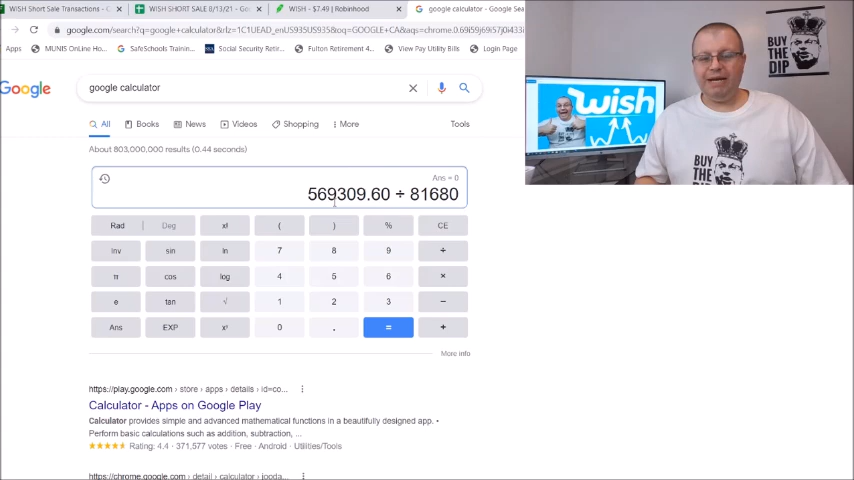 WISH Short Sale Transactions - C
WISH SHORT SALE 8/13/21 - Go
WISH - $7.49 | Robinhood
google calculator - Google Sea
google.com/search?q=google+calculator&rlz=1C1UEAD_enUS935US935&oq=GOOGLE+CA&aqs=chrome.0.69i59j69i57j0i433i
Apps
MUNIS OnLine Ho...
SafeSchools Trainin...
Social Security Retir...
Fulton Retirement 4...
View Pay Utility Bills
Login Page
Google
google calculator
All
Books
News
Videos
Shopping
More
Tools
About 803,000,000 results (0.44 seconds)
Ans = 0
569309.60 ÷ 81680
Rad Deg x! ( ) % CE
Inv sin ln 7 8 9 ÷
π cos log 4 5 6 ×
e tan √ 1 2 3 −
Ans EXP xʸ 0 . = +
More info
https://play.google.com › store › apps › details › id=co...
Calculator - Apps on Google Play
Calculator provides simple and advanced mathematical functions in a beautifully designed app. •
Perform basic calculations such as addition, subtraction, ...
Rating: 4.4 · 371,577 votes · Free · Android · Utilities/Tools
https://chrome.google.com › detail › calculator › jooda...
wish
BUY
THE
DIP
BUY
THE
DIP